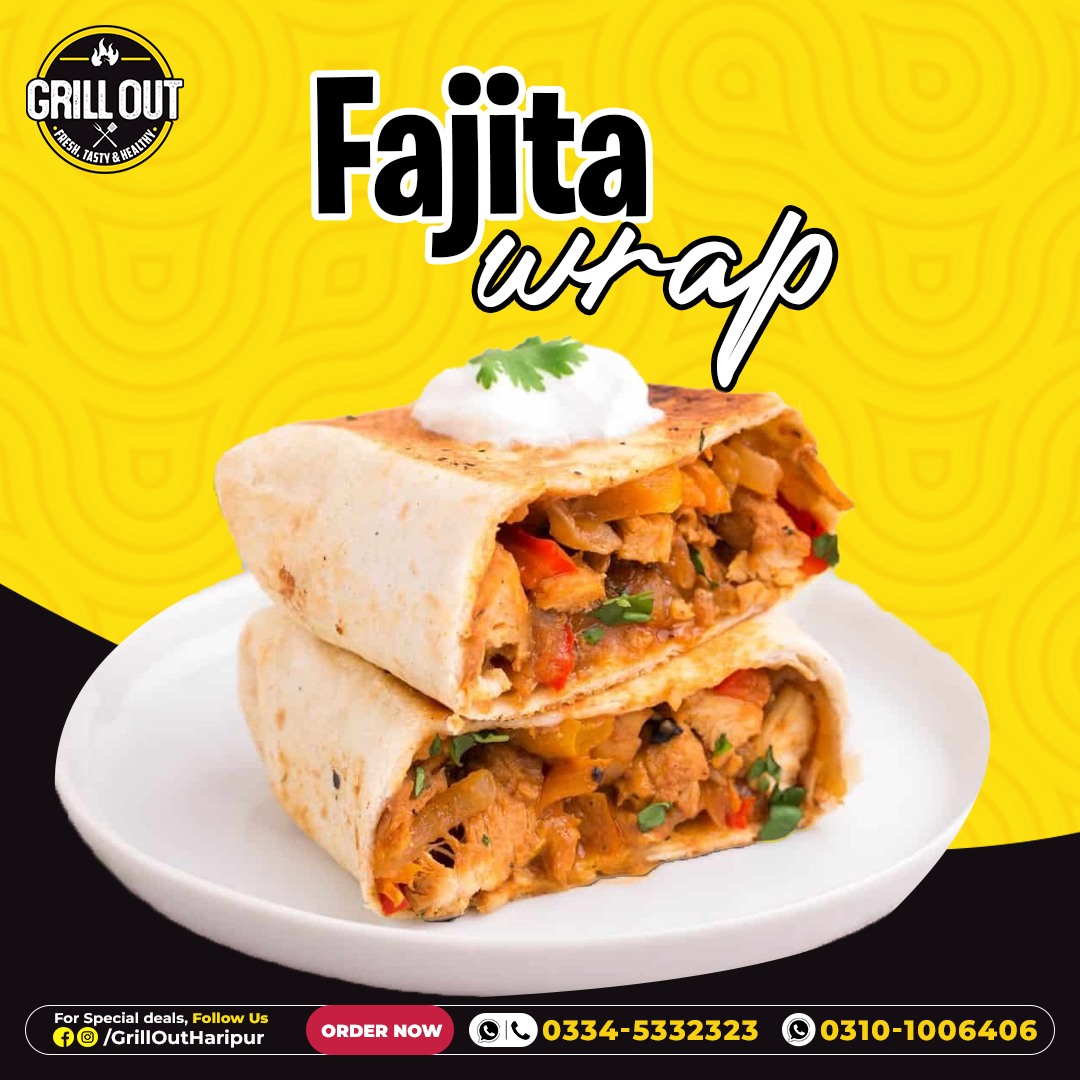 GRILL OUT
• FRESH, TASTY & HEALTHY •
Fajita
wrap
For Special deals, Follow Us
/GrillOutHaripur
ORDER NOW
0334-5332323
0310-1006406